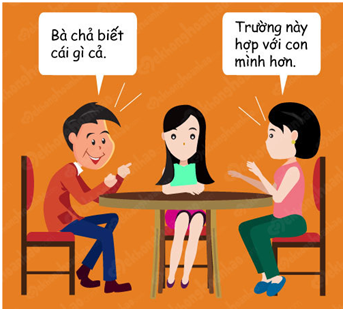 Bà chả biết
cái gì cả.
Trường này
hợp với con
mình hơn.